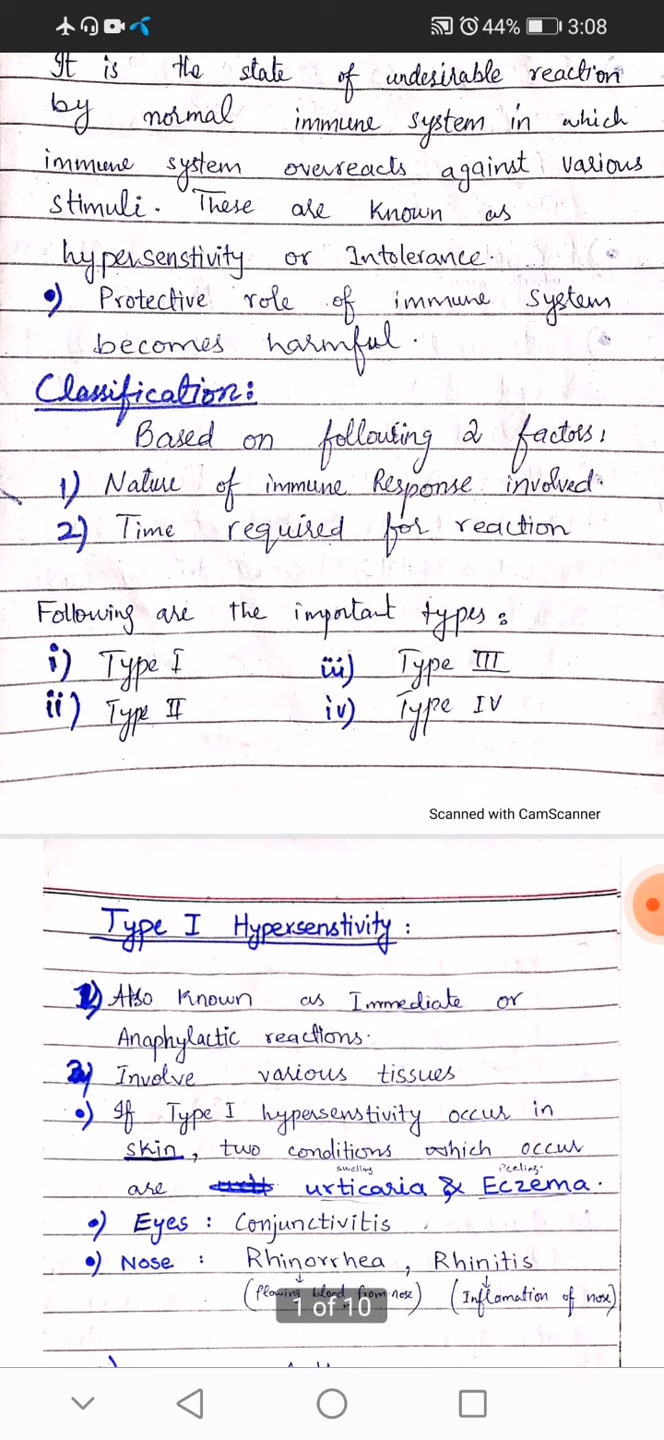 44% 3:08
It is the state of undesirable reaction
by normal immune system in which
immune system overreacts against various
stimuli. These are known as
hypersenstivity or Intolerance.
Protective role of immune system
becomes harmful.
Classification:
Based on following 2 factors:
1) Nature of immune Response involved.
2) Time required for reaction
Following are the important types:
i) Type I iii) Type III
ii) Type II iv) Type IV
Scanned with CamScanner
Type I Hypersenstivity:
1) Also known as Immediate or
Anaphylactic reactions.
2) Involve various tissues
If Type I hypersenstivity occur in
skin, two conditions which occur
swelling Peeling
are urticaria & Eczema.
Eyes: Conjunctivitis
Nose: Rhinorrhea, Rhinitis
(flowing blood from nose) (Inflamation of nose)
1 of 10